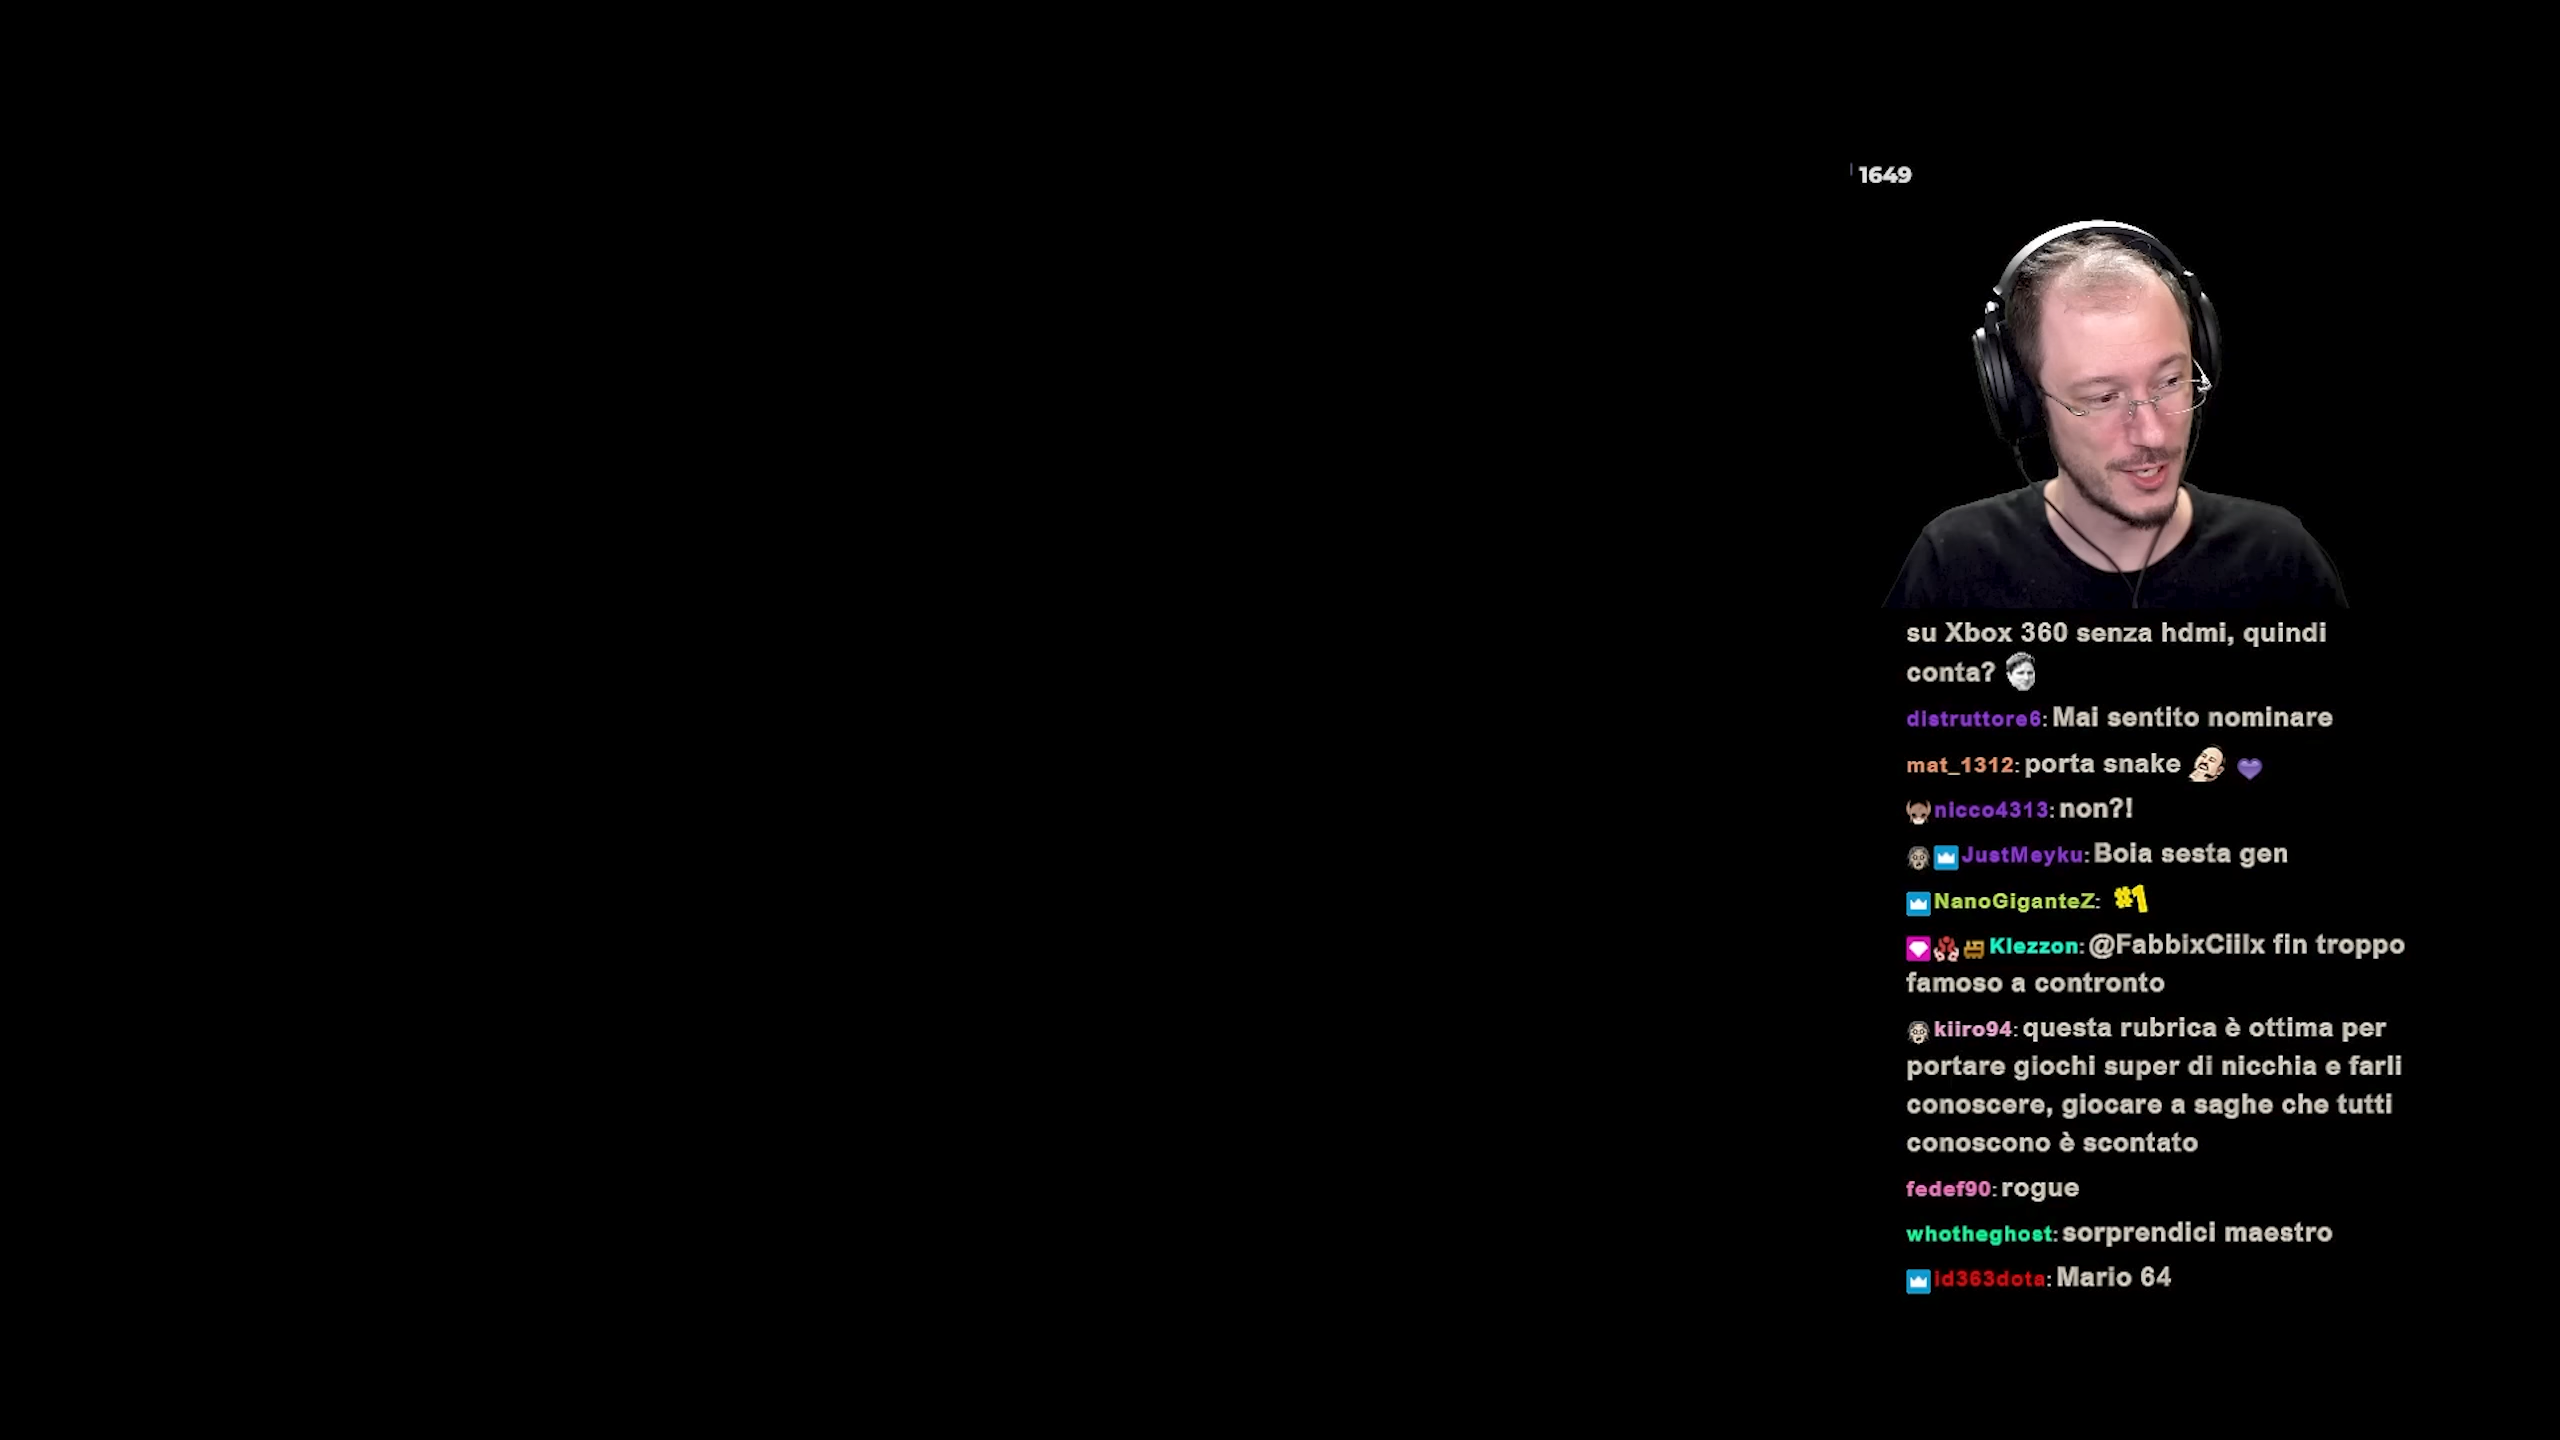 1649
su Xbox 360 senza hdmi, quindi
conta?
distruttore6: Mai sentito nominare
mat_1312: porta snake
nicco4313: non?!
JustMeyku: Boia sesta gen
NanoGiganteZ: #1
Klezzon: @FabbixCiiix fin troppo
famoso a contronto
kiiro94: questa rubrica è ottima per
portare giochi super di nicchia e farli
conoscere, giocare a saghe che tutti
conoscono è scontato
fedef90: rogue
whotheghost: sorprendici maestro
id363dota: Mario 64